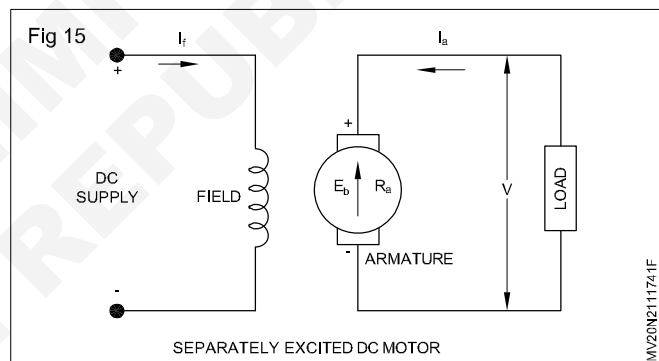 Fig 15
If
Ia
+
+
DC
SUPPLY
FIELD
Eb
Ra
V
LOAD
-
ARMATURE
-
SEPARATELY EXCITED DC MOTOR
MV20N2111741F